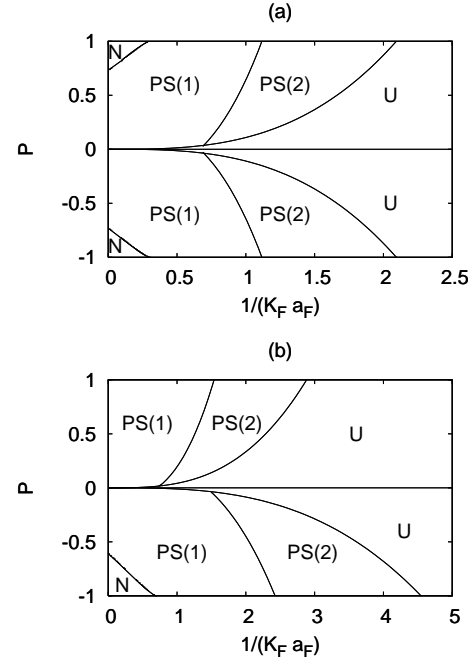 (a)
1
N
PS(1)
PS(2)
0.5
U
P
0
-0.5
PS(1)
PS(2)
U
N
-1
0 0.5 1 1.5 2 2.5
1/(K_F a_F)
(b)
1
PS(1)
PS(2)
0.5
U
P
0
-0.5
PS(1)
PS(2)
U
N
-1
0 1 2 3 4 5
1/(K_F a_F)